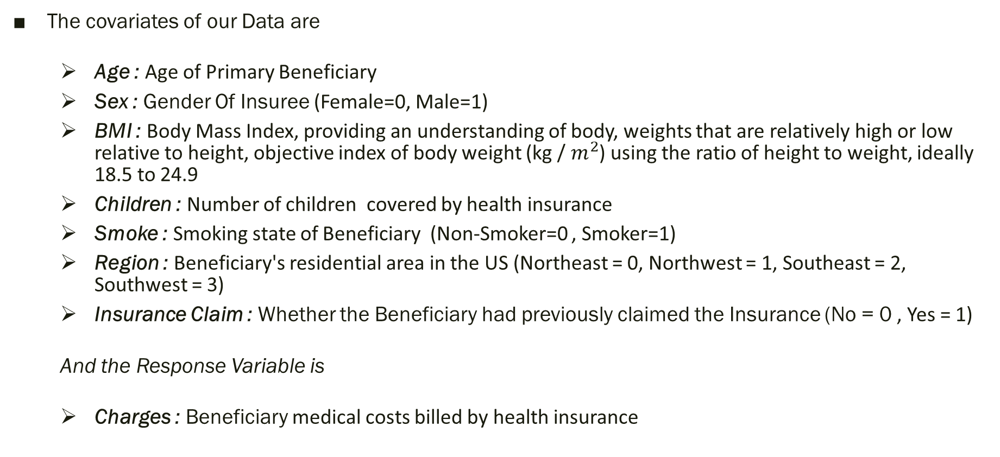 ■ The covariates of our Data are
➢ Age : Age of Primary Beneficiary
➢ Sex : Gender Of Insuree (Female=0, Male=1)
➢ BMI : Body Mass Index, providing an understanding of body, weights that are relatively high or low
relative to height, objective index of body weight (kg / m²) using the ratio of height to weight, ideally
18.5 to 24.9
➢ Children : Number of children covered by health insurance
➢ Smoke : Smoking state of Beneficiary (Non-Smoker=0 , Smoker=1)
➢ Region : Beneficiary's residential area in the US (Northeast = 0, Northwest = 1, Southeast = 2,
Southwest = 3)
➢ Insurance Claim : Whether the Beneficiary had previously claimed the Insurance (No = 0 , Yes = 1)
And the Response Variable is
➢ Charges : Beneficiary medical costs billed by health insurance